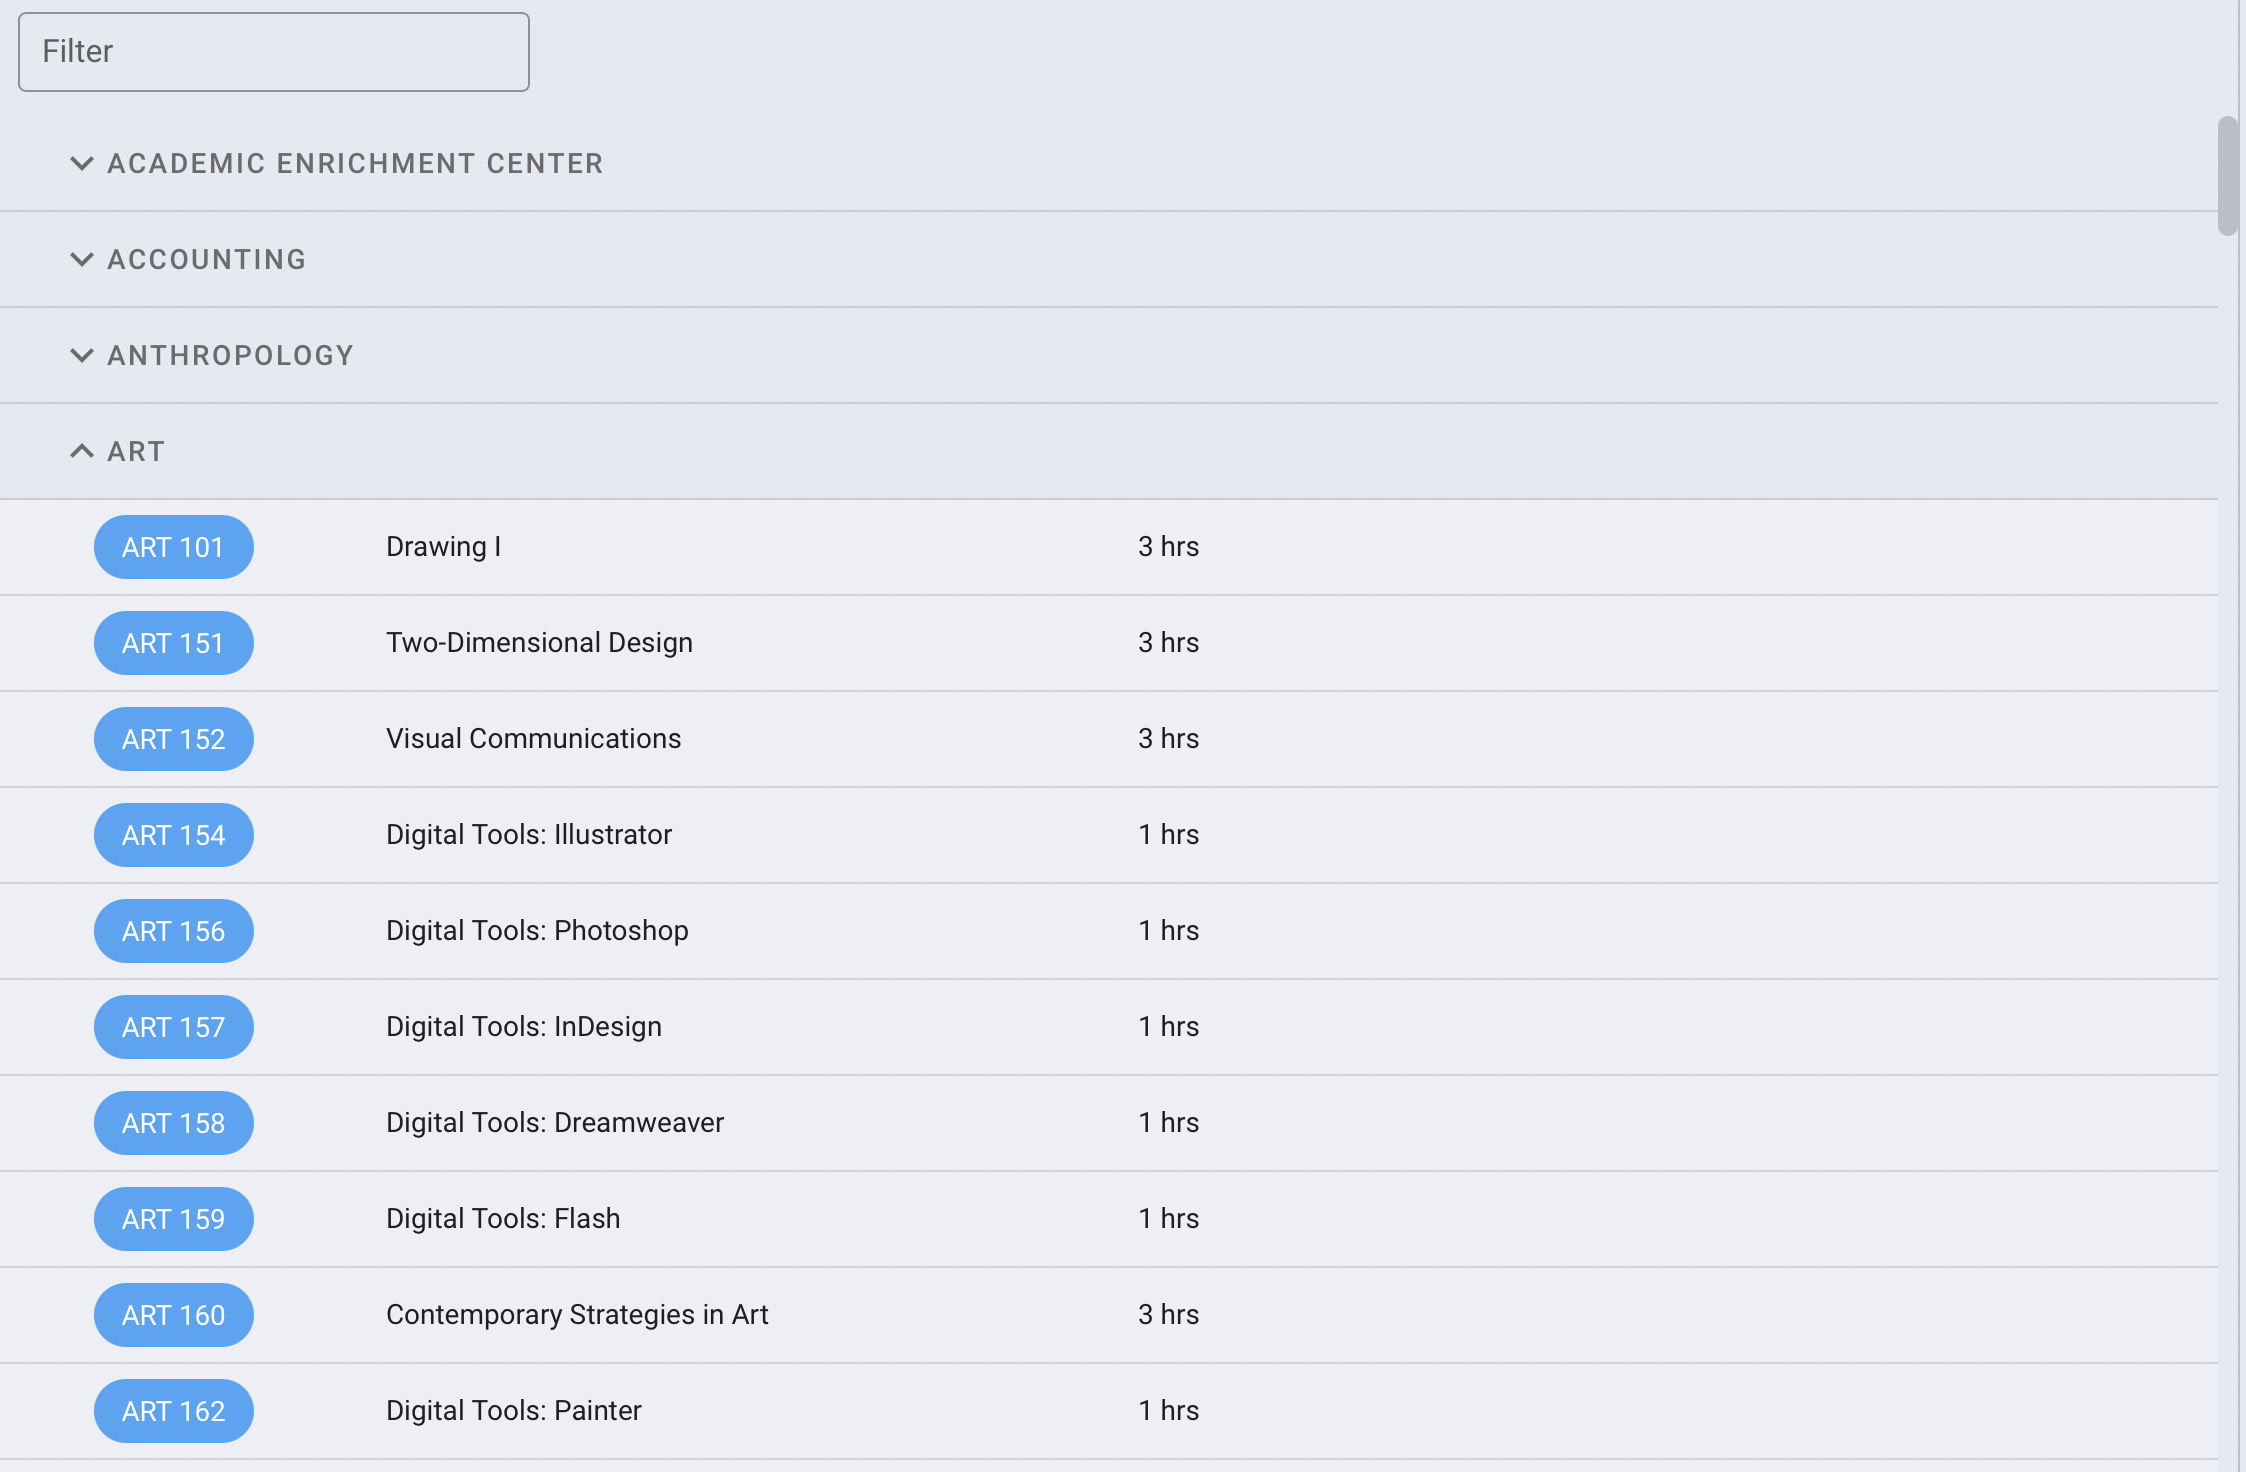 Filter
ACADEMIC ENRICHMENT CENTER
ACCOUNTING
ANTHROPOLOGY
ART
ART 101 Drawing I 3 hrs
ART 151 Two-Dimensional Design 3 hrs
ART 152 Visual Communications 3 hrs
ART 154 Digital Tools: Illustrator 1 hrs
ART 156 Digital Tools: Photoshop 1 hrs
ART 157 Digital Tools: InDesign 1 hrs
ART 158 Digital Tools: Dreamweaver 1 hrs
ART 159 Digital Tools: Flash 1 hrs
ART 160 Contemporary Strategies in Art 3 hrs
ART 162 Digital Tools: Painter 1 hrs